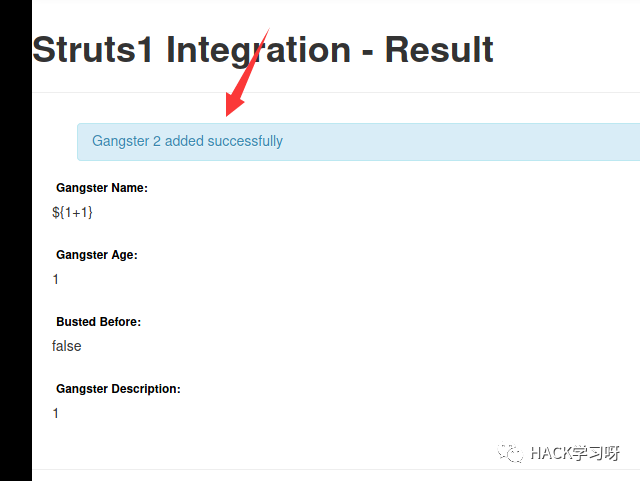 Struts1 Integration - Result
Gangster 2 added successfully
Gangster Name:
${1+1}
Gangster Age:
1
Busted Before:
false
Gangster Description:
1
HACK学习呀